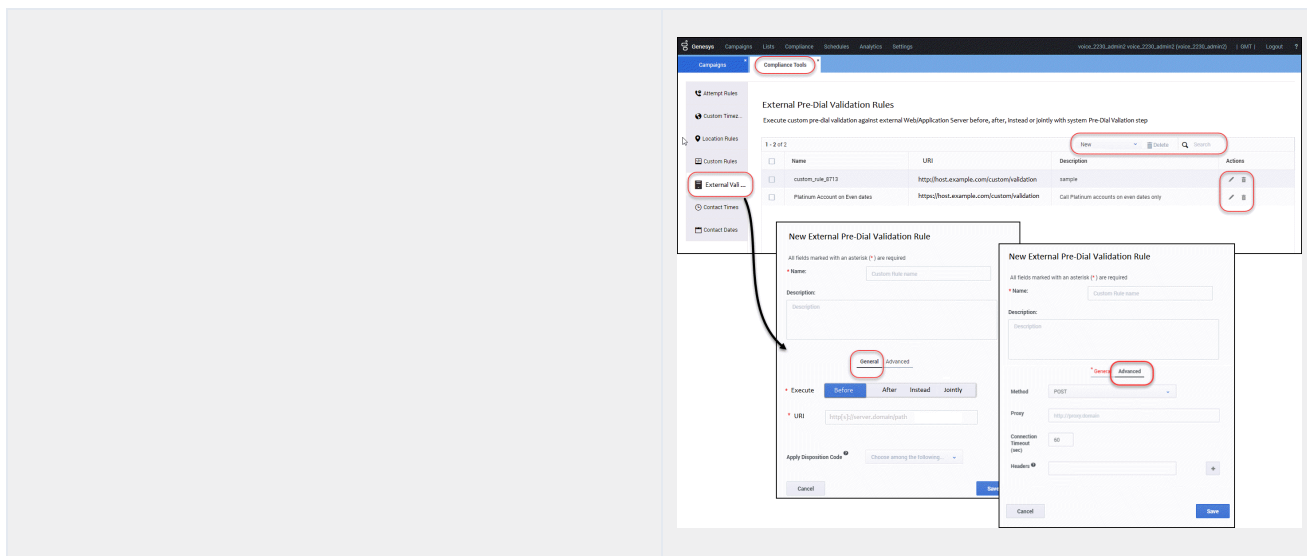 Genesys Campaigns Lists Compliance Schedules Analytics Settings voice_2230_admin2 voice_2230_admin2 (voice_2230_admin2) | GMT | Logout ?
Campaigns × Compliance Tools ×
Attempt Rules
Custom Timez...
Location Rules
Custom Rules
External Vali ...
Contact Times
Contact Dates
External Pre-Dial Validation Rules
Execute custom pre-dial validation against external Web/Application Server before, after, instead or jointly with system Pre-Dial Valiation step
1 - 2 of 2 New Delete Search
Name URI Description Actions
custom_rule_8713 http://host.example.com/custom/validation sample
Platinum Account on Even dates https://host.example.com/custom/validation Call Platinum accounts on even dates only
New External Pre-Dial Validation Rule
All fields marked with an asterisk (* ) are required
* Name: Custom Rule name
Description:
Description
General Advanced
* Execute Before After Instead Jointly
* URI http[s]://server.domain/path
Apply Disposition Code Choose among the following...
Cancel Save
New External Pre-Dial Validation Rule
All fields marked with an asterisk (* ) are required
* Name: Custom Rule name
Description:
Description
* General Advanced
Method POST
Proxy http://proxy.domain
Connection
Timeout 60
(sec)
Headers +
Cancel Save